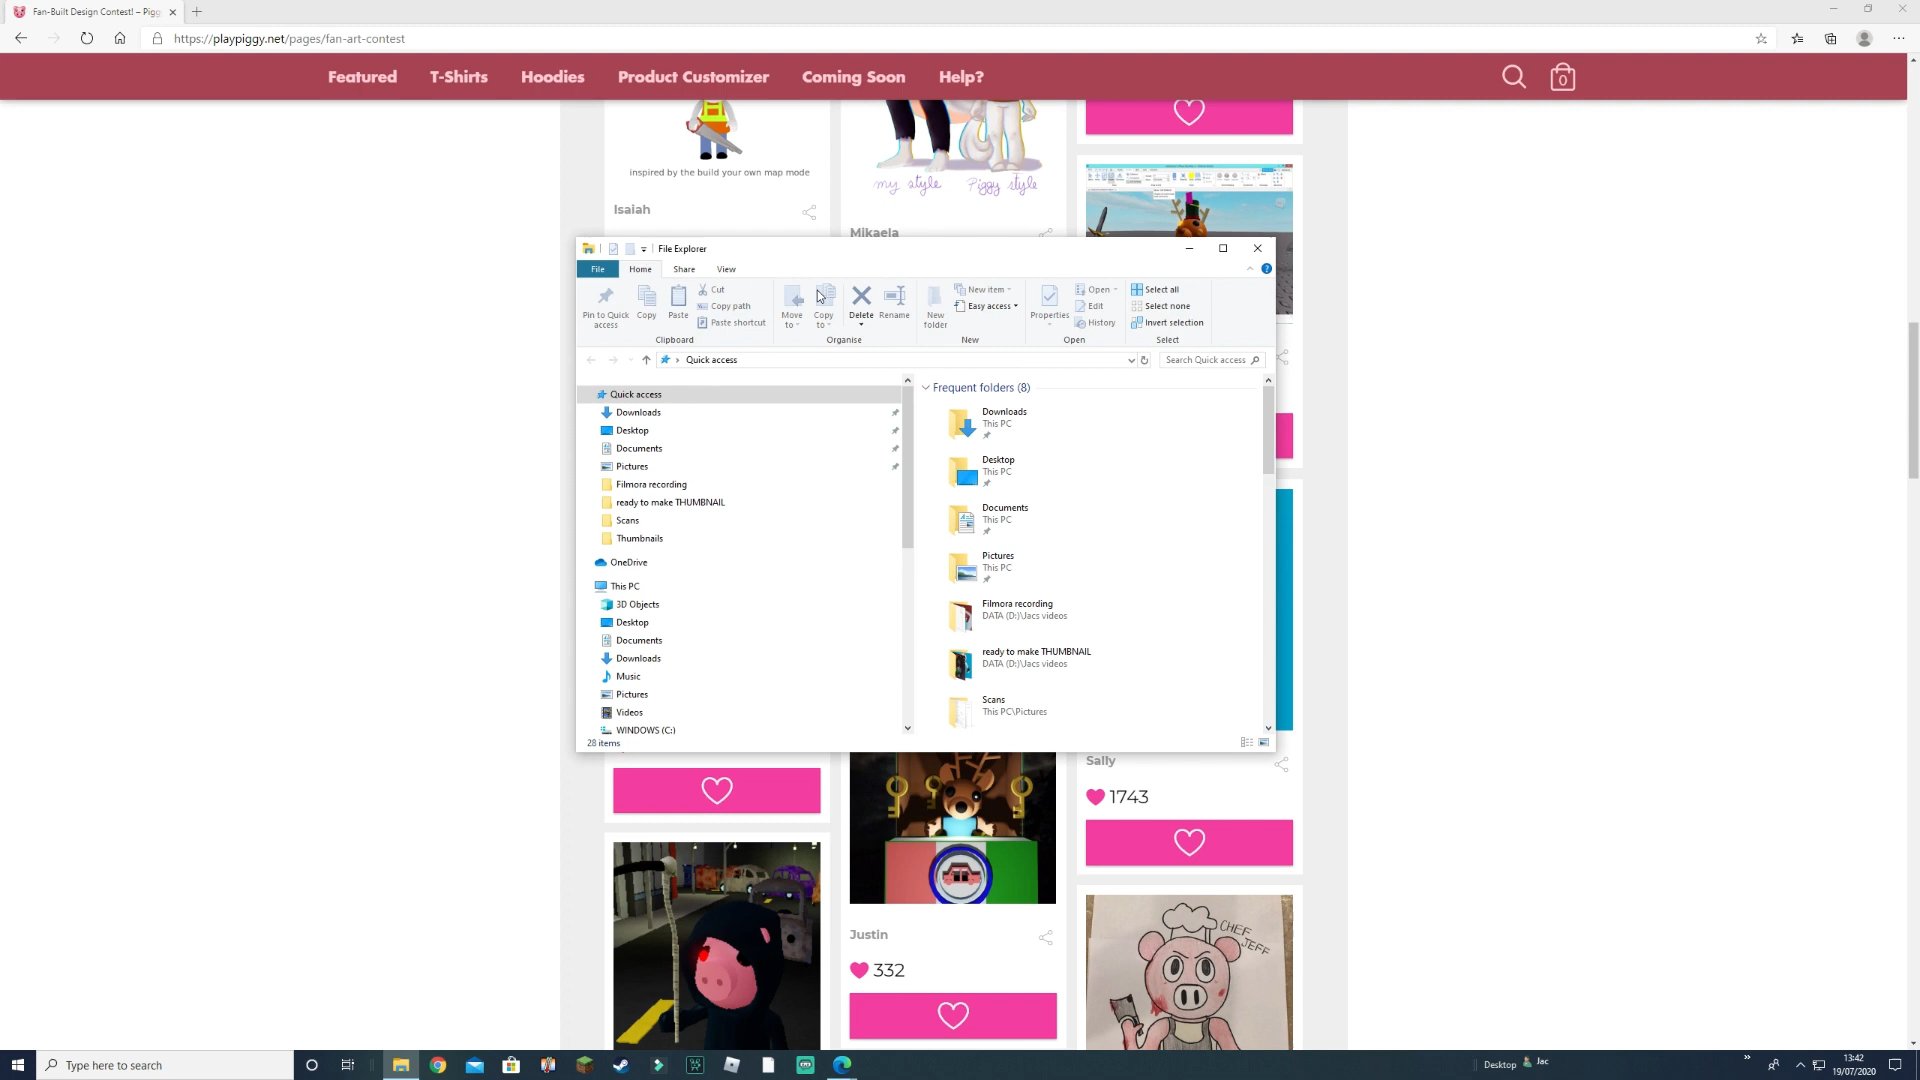 Fan-Built Design Contest! – Pigg
https://playpiggy.net/pages/fan-art-contest
Featured
T-Shirts
Hoodies
Product Customizer
Coming Soon
Help?
0
inspired by the build your own map mode
my style
Piggy style
Isaiah
Mikaela
File Explorer
File
Home
Share
View
Pin to Quick access
Copy
Paste
Cut
Copy path
Paste shortcut
Clipboard
Move to
Copy to
Delete
Rename
Organise
New folder
New item
Easy access
New
Properties
Open
Edit
History
Open
Select all
Select none
Invert selection
Select
Quick access
Search Quick access
Quick access
Downloads
Desktop
Documents
Pictures
Filmora recording
ready to make THUMBNAIL
Scans
Thumbnails
OneDrive
This PC
3D Objects
Desktop
Documents
Downloads
Music
Pictures
Videos
WINDOWS (C:)
Frequent folders (8)
Downloads
This PC
Desktop
This PC
Documents
This PC
Pictures
This PC
Filmora recording
DATA (D:)\Jacs videos
ready to make THUMBNAIL
DATA (D:)\Jacs videos
Scans
This PC\Pictures
28 items
Sally
1743
Justin
332
CHEF
JEFF
Type here to search
Desktop
Jac
13:42
19/07/2020